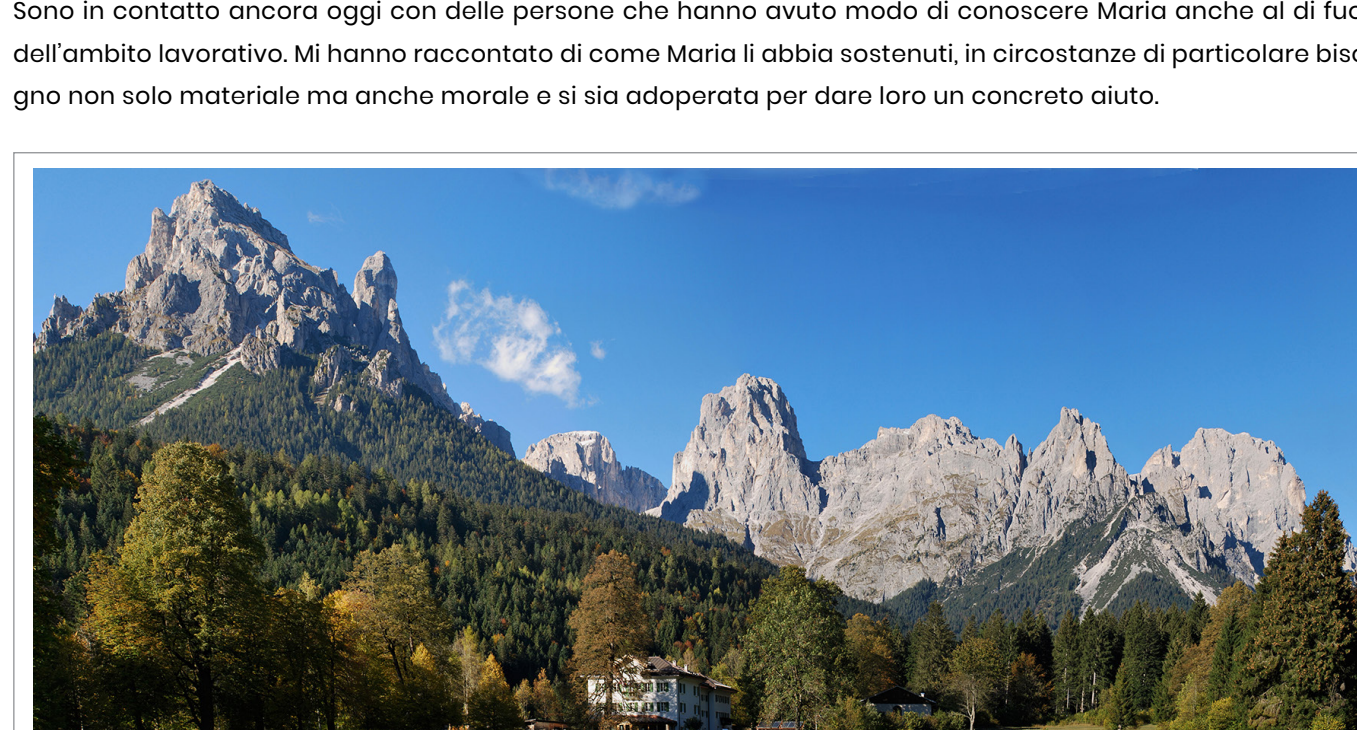 Sono in contatto ancora oggi con delle persone che hanno avuto modo di conoscere Maria anche al di fuo
dell’ambito lavorativo. Mi hanno raccontato di come Maria li abbia sostenuti, in circostanze di particolare biso
gno non solo materiale ma anche morale e si sia adoperata per dare loro un concreto aiuto.